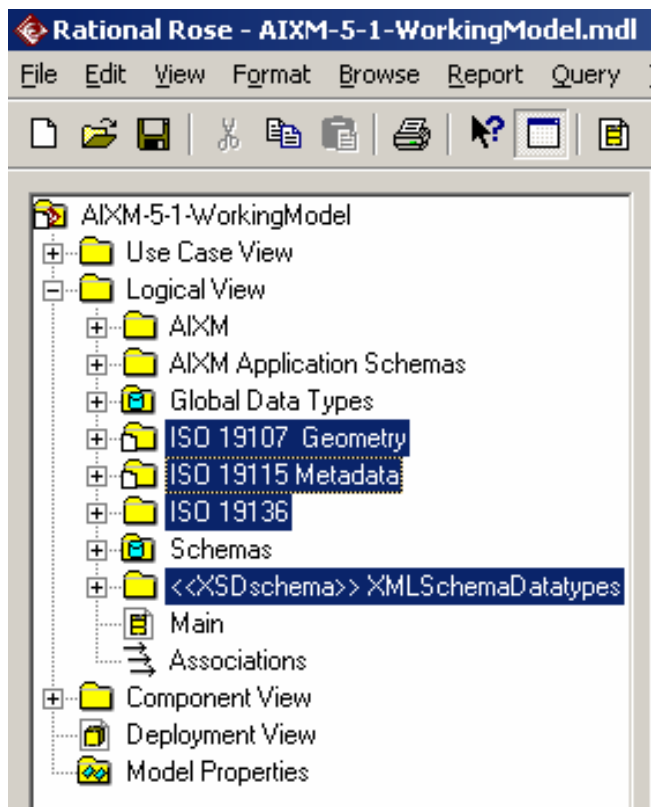 Rational Rose - AIXM-5-1-WorkingModel.mdl
File Edit View Format Browse Report Query
AIXM-5-1-WorkingModel
Use Case View
Logical View
AIXM
AIXM Application Schemas
Global Data Types
ISO 19107  Geometry
ISO 19115 Metadata
ISO 19136
Schemas
<<XSDschema>> XMLSchemaDatatypes
Main
Associations
Component View
Deployment View
Model Properties